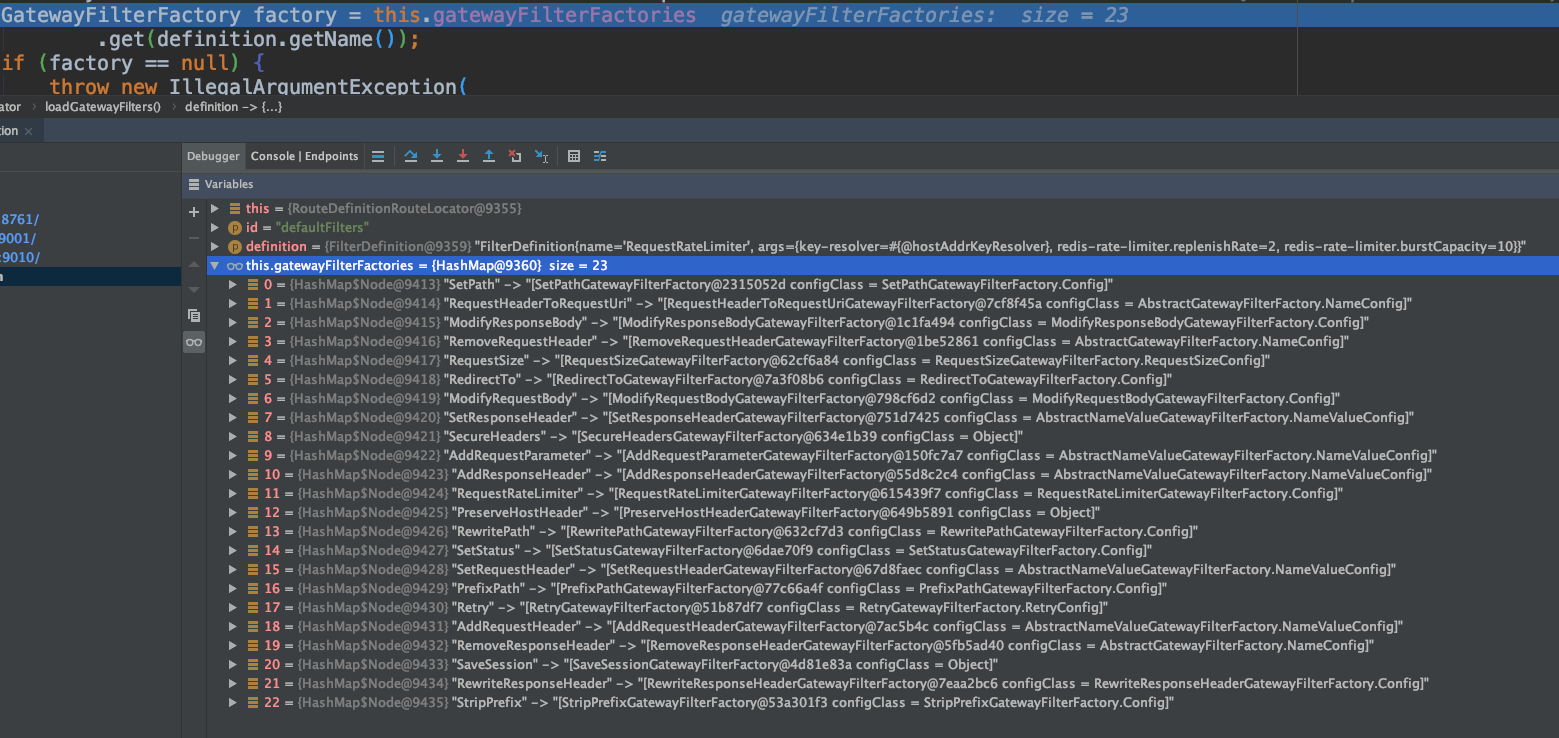 GatewayFilterFactory factory = this.gatewayFilterFactories  gatewayFilterFactories:  size = 23
.get(definition.getName());
if (factory == null) {
throw new IllegalArgumentException(
ator > loadGatewayFilters() > definition -> {...}
tion ×
Debugger Console | Endpoints
Variables
8761/
9001/
:9010/
this = {RouteDefinitionRouteLocator@9355}
id = "defaultFilters"
definition = {FilterDefinition@9359} "FilterDefinition{name='RequestRateLimiter', args={key-resolver=#{@hostAddrKeyResolver}, redis-rate-limiter.replenishRate=2, redis-rate-limiter.burstCapacity=10}}"
this.gatewayFilterFactories = {HashMap@9360}  size = 23
0 = {HashMap$Node@9413} "SetPath" -> "[SetPathGatewayFilterFactory@2315052d configClass = SetPathGatewayFilterFactory.Config]"
1 = {HashMap$Node@9414} "RequestHeaderToRequestUri" -> "[RequestHeaderToRequestUriGatewayFilterFactory@7cf8f45a configClass = AbstractGatewayFilterFactory.NameConfig]"
2 = {HashMap$Node@9415} "ModifyResponseBody" -> "[ModifyResponseBodyGatewayFilterFactory@1c1fa494 configClass = ModifyResponseBodyGatewayFilterFactory.Config]"
3 = {HashMap$Node@9416} "RemoveRequestHeader" -> "[RemoveRequestHeaderGatewayFilterFactory@1be52861 configClass = AbstractGatewayFilterFactory.NameConfig]"
4 = {HashMap$Node@9417} "RequestSize" -> "[RequestSizeGatewayFilterFactory@62cf6a84 configClass = RequestSizeGatewayFilterFactory.RequestSizeConfig]"
5 = {HashMap$Node@9418} "RedirectTo" -> "[RedirectToGatewayFilterFactory@7a3f08b6 configClass = RedirectToGatewayFilterFactory.Config]"
6 = {HashMap$Node@9419} "ModifyRequestBody" -> "[ModifyRequestBodyGatewayFilterFactory@798cf6d2 configClass = ModifyRequestBodyGatewayFilterFactory.Config]"
7 = {HashMap$Node@9420} "SetResponseHeader" -> "[SetResponseHeaderGatewayFilterFactory@751d7425 configClass = AbstractNameValueGatewayFilterFactory.NameValueConfig]"
8 = {HashMap$Node@9421} "SecureHeaders" -> "[SecureHeadersGatewayFilterFactory@634e1b39 configClass = Object]"
9 = {HashMap$Node@9422} "AddRequestParameter" -> "[AddRequestParameterGatewayFilterFactory@150fc7a7 configClass = AbstractNameValueGatewayFilterFactory.NameValueConfig]"
10 = {HashMap$Node@9423} "AddResponseHeader" -> "[AddResponseHeaderGatewayFilterFactory@55d8c2c4 configClass = AbstractNameValueGatewayFilterFactory.NameValueConfig]"
11 = {HashMap$Node@9424} "RequestRateLimiter" -> "[RequestRateLimiterGatewayFilterFactory@615439f7 configClass = RequestRateLimiterGatewayFilterFactory.Config]"
12 = {HashMap$Node@9425} "PreserveHostHeader" -> "[PreserveHostHeaderGatewayFilterFactory@649b5891 configClass = Object]"
13 = {HashMap$Node@9426} "RewritePath" -> "[RewritePathGatewayFilterFactory@632cf7d3 configClass = RewritePathGatewayFilterFactory.Config]"
14 = {HashMap$Node@9427} "SetStatus" -> "[SetStatusGatewayFilterFactory@6dae70f9 configClass = SetStatusGatewayFilterFactory.Config]"
15 = {HashMap$Node@9428} "SetRequestHeader" -> "[SetRequestHeaderGatewayFilterFactory@67d8faec configClass = AbstractNameValueGatewayFilterFactory.NameValueConfig]"
16 = {HashMap$Node@9429} "PrefixPath" -> "[PrefixPathGatewayFilterFactory@77c66a4f configClass = PrefixPathGatewayFilterFactory.Config]"
17 = {HashMap$Node@9430} "Retry" -> "[RetryGatewayFilterFactory@51b87df7 configClass = RetryGatewayFilterFactory.RetryConfig]"
18 = {HashMap$Node@9431} "AddRequestHeader" -> "[AddRequestHeaderGatewayFilterFactory@7ac5b4c configClass = AbstractNameValueGatewayFilterFactory.NameValueConfig]"
19 = {HashMap$Node@9432} "RemoveResponseHeader" -> "[RemoveResponseHeaderGatewayFilterFactory@5fb5ad40 configClass = AbstractGatewayFilterFactory.NameConfig]"
20 = {HashMap$Node@9433} "SaveSession" -> "[SaveSessionGatewayFilterFactory@4d81e83a configClass = Object]"
21 = {HashMap$Node@9434} "RewriteResponseHeader" -> "[RewriteResponseHeaderGatewayFilterFactory@7eaa2bc6 configClass = RewriteResponseHeaderGatewayFilterFactory.Config]"
22 = {HashMap$Node@9435} "StripPrefix" -> "[StripPrefixGatewayFilterFactory@53a301f3 configClass = StripPrefixGatewayFilterFactory.Config]"